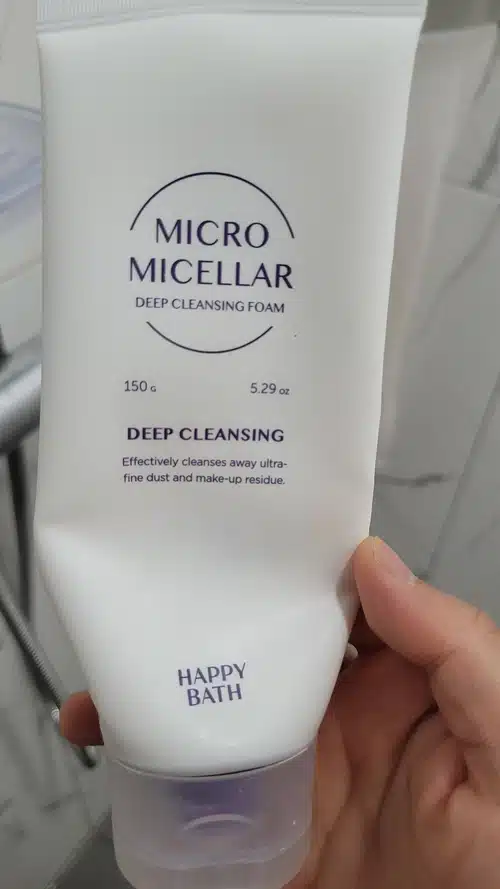 MICRO
MICELLAR
DEEP CLEANSING FOAM
150 G 5.29 oz
DEEP CLEANSING
Effectively cleanses away ultra-
fine dust and make-up residue.
HAPPY
BATH